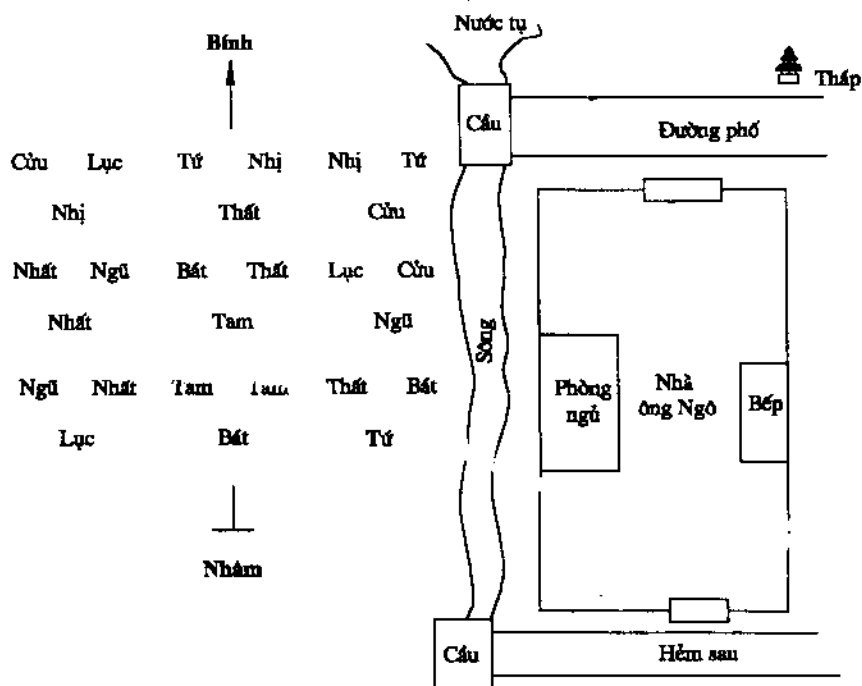 Nước tụ
Bính
Tháp
Cầu
Đường phố
Cửu Lục Tứ Nhị Nhị Tứ
Nhị Thất Cửu
Nhất Ngũ Bát Thất Lục Cửu
Nhất Tam Ngũ
Sông
Ngũ Nhất Tam Tam Thất Bát
Phòng ngủ
Nhà ông Ngô
Bếp
Lục Bát Tứ
Nhâm
Cầu
Hẻm sau